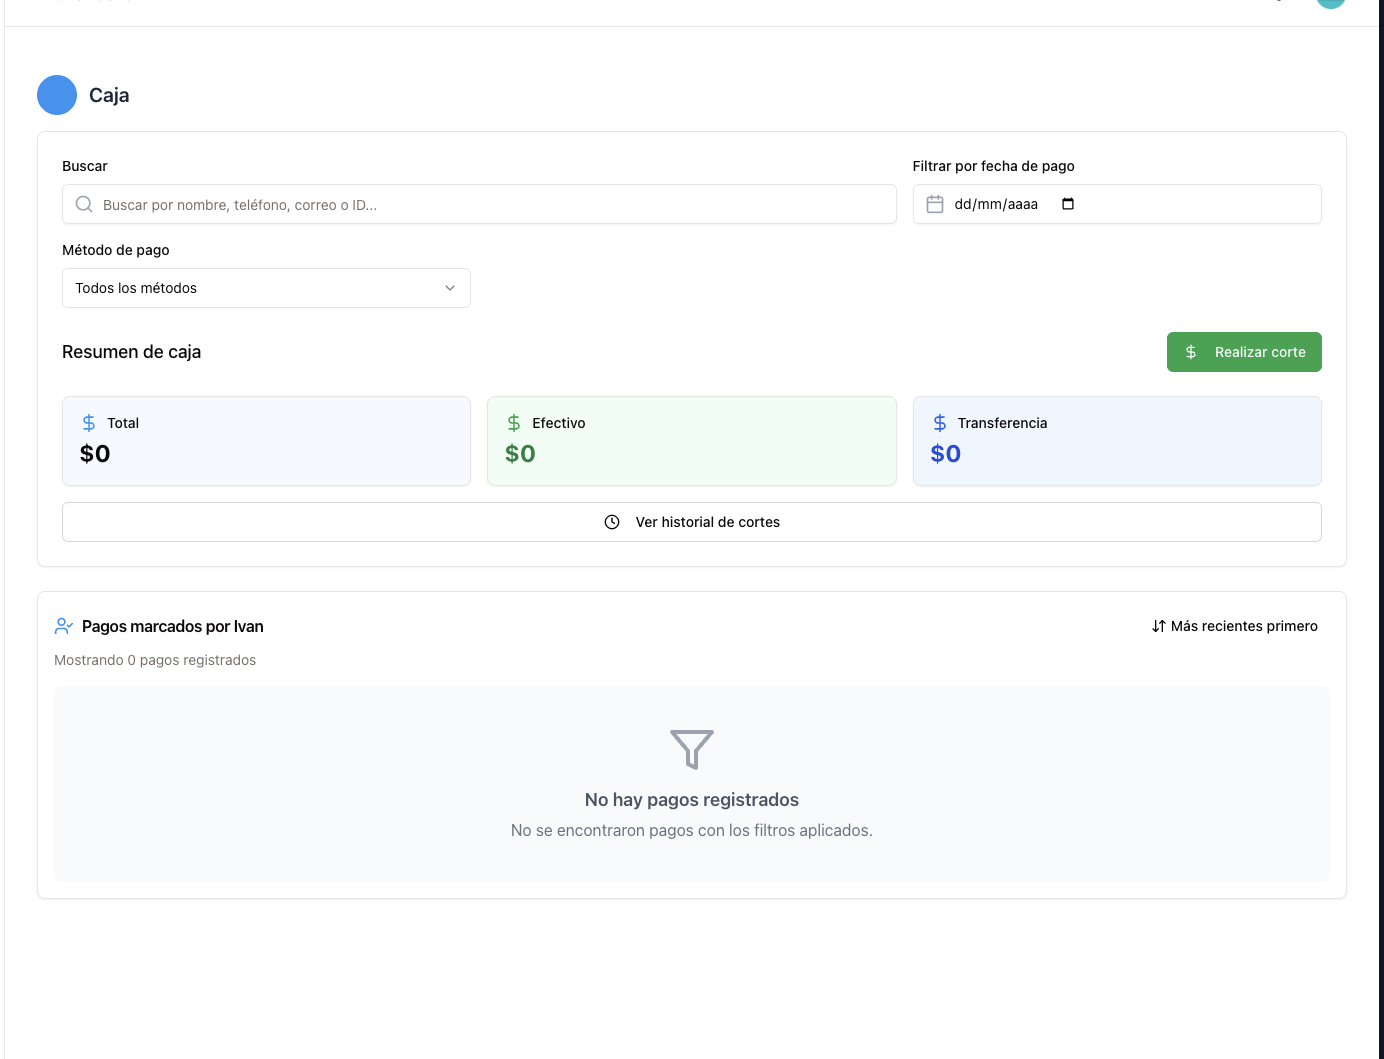 Caja
Buscar
Buscar por nombre, teléfono, correo o ID...
Filtrar por fecha de pago
dd/mm/aaaa
Método de pago
Todos los métodos
Resumen de caja
Realizar corte
Total
$0
Efectivo
$0
Transferencia
$0
Ver historial de cortes
Pagos marcados por Ivan
Más recientes primero
Mostrando 0 pagos registrados
No hay pagos registrados
No se encontraron pagos con los filtros aplicados.